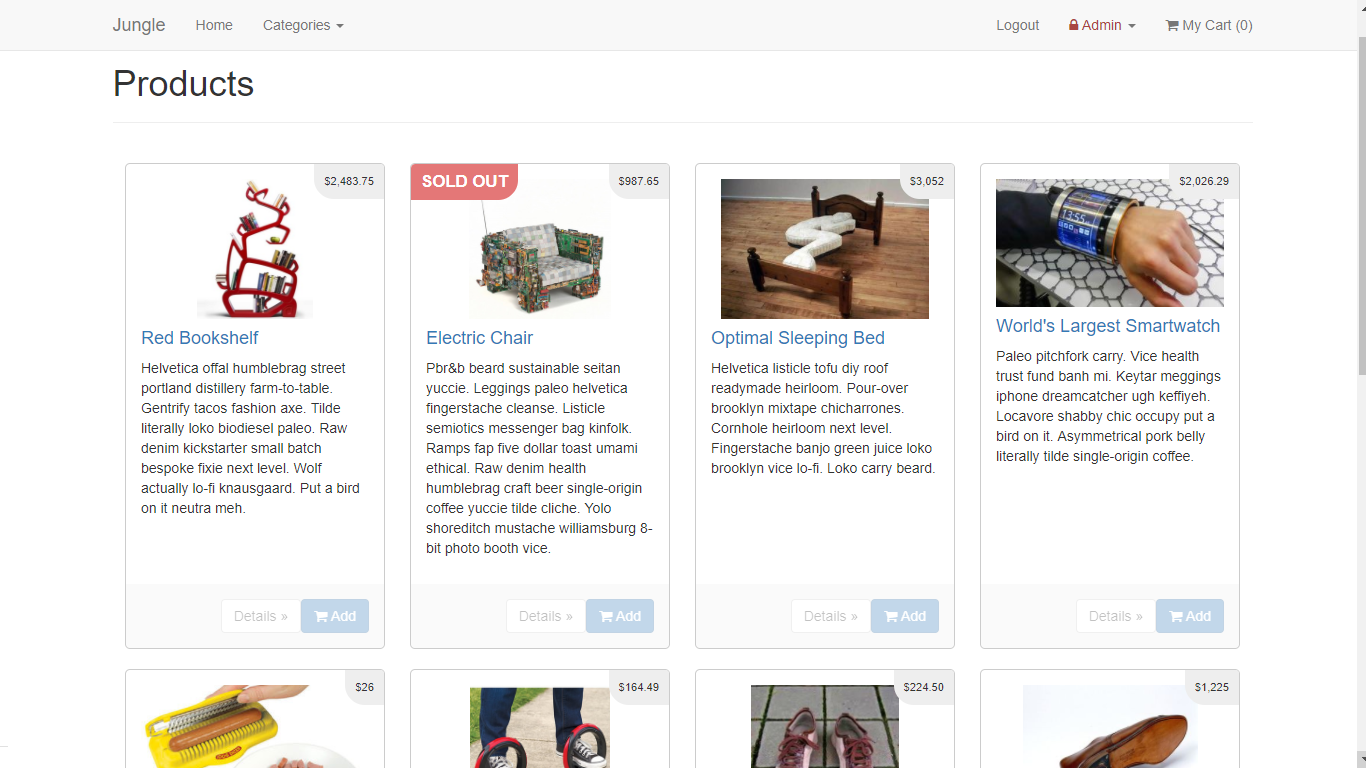 Jungle Home Categories Logout Admin My Cart (0)
Products
$2,483.75
Red Bookshelf
Helvetica offal humblebrag street
portland distillery farm-to-table.
Gentrify tacos fashion axe. Tilde
literally loko biodiesel paleo. Raw
denim kickstarter small batch
bespoke fixie next level. Wolf
actually lo-fi knausgaard. Put a bird
on it neutra meh.
Details » Add
SOLD OUT $987.65
Electric Chair
Pbr&b beard sustainable seitan
yuccie. Leggings paleo helvetica
fingerstache cleanse. Listicle
semiotics messenger bag kinfolk.
Ramps fap five dollar toast umami
ethical. Raw denim health
humblebrag craft beer single-origin
coffee yuccie tilde cliche. Yolo
shoreditch mustache williamsburg 8-
bit photo booth vice.
Details » Add
$3,052
Optimal Sleeping Bed
Helvetica listicle tofu diy roof
readymade heirloom. Pour-over
brooklyn mixtape chicharrones.
Cornhole heirloom next level.
Fingerstache banjo green juice loko
brooklyn vice lo-fi. Loko carry beard.
Details » Add
$2,026.29
13:55
World's Largest Smartwatch
Paleo pitchfork carry. Vice health
trust fund banh mi. Keytar meggings
iphone dreamcatcher ugh keffiyeh.
Locavore shabby chic occupy put a
bird on it. Asymmetrical pork belly
literally tilde single-origin coffee.
Details » Add
$26
$164.49
$224.50
$1,225